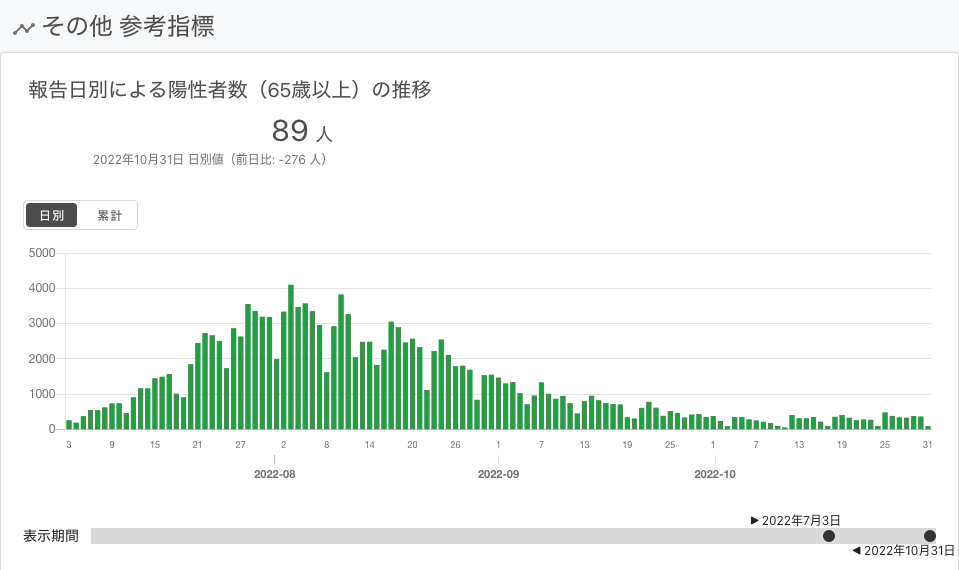 その他 参考指標
報告日別による陽性者数（65歳以上）の推移
89 人
2022年10月31日 日別値（前日比: -276 人）
日別 累計
5000
4000
3000
2000
1000
0
3 9 15 21 27 2 8 14 20 26 1 7 13 19 25 1 7 13 19 25 31
2022-08 2022-09 2022-10
▶ 2022年7月3日
表示期間
◀ 2022年10月31日